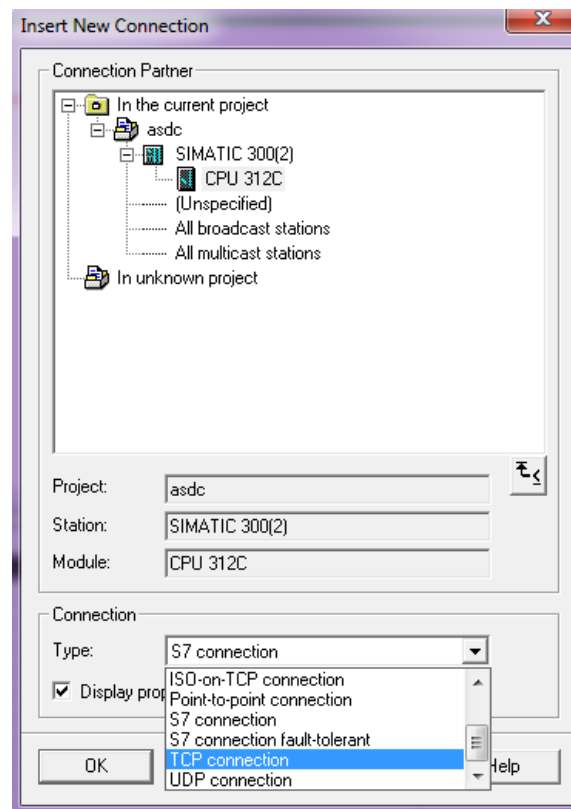 Insert New Connection
Connection Partner
In the current project
asdc
SIMATIC 300(2)
CPU 312C
(Unspecified)
All broadcast stations
All multicast stations
In unknown project
Project: asdc
Station: SIMATIC 300(2)
Module: CPU 312C
Connection
Type: S7 connection
ISO-on-TCP connection
Display prop
Point-to-point connection
S7 connection
S7 connection fault-tolerant
TCP connection
UDP connection
OK
Help